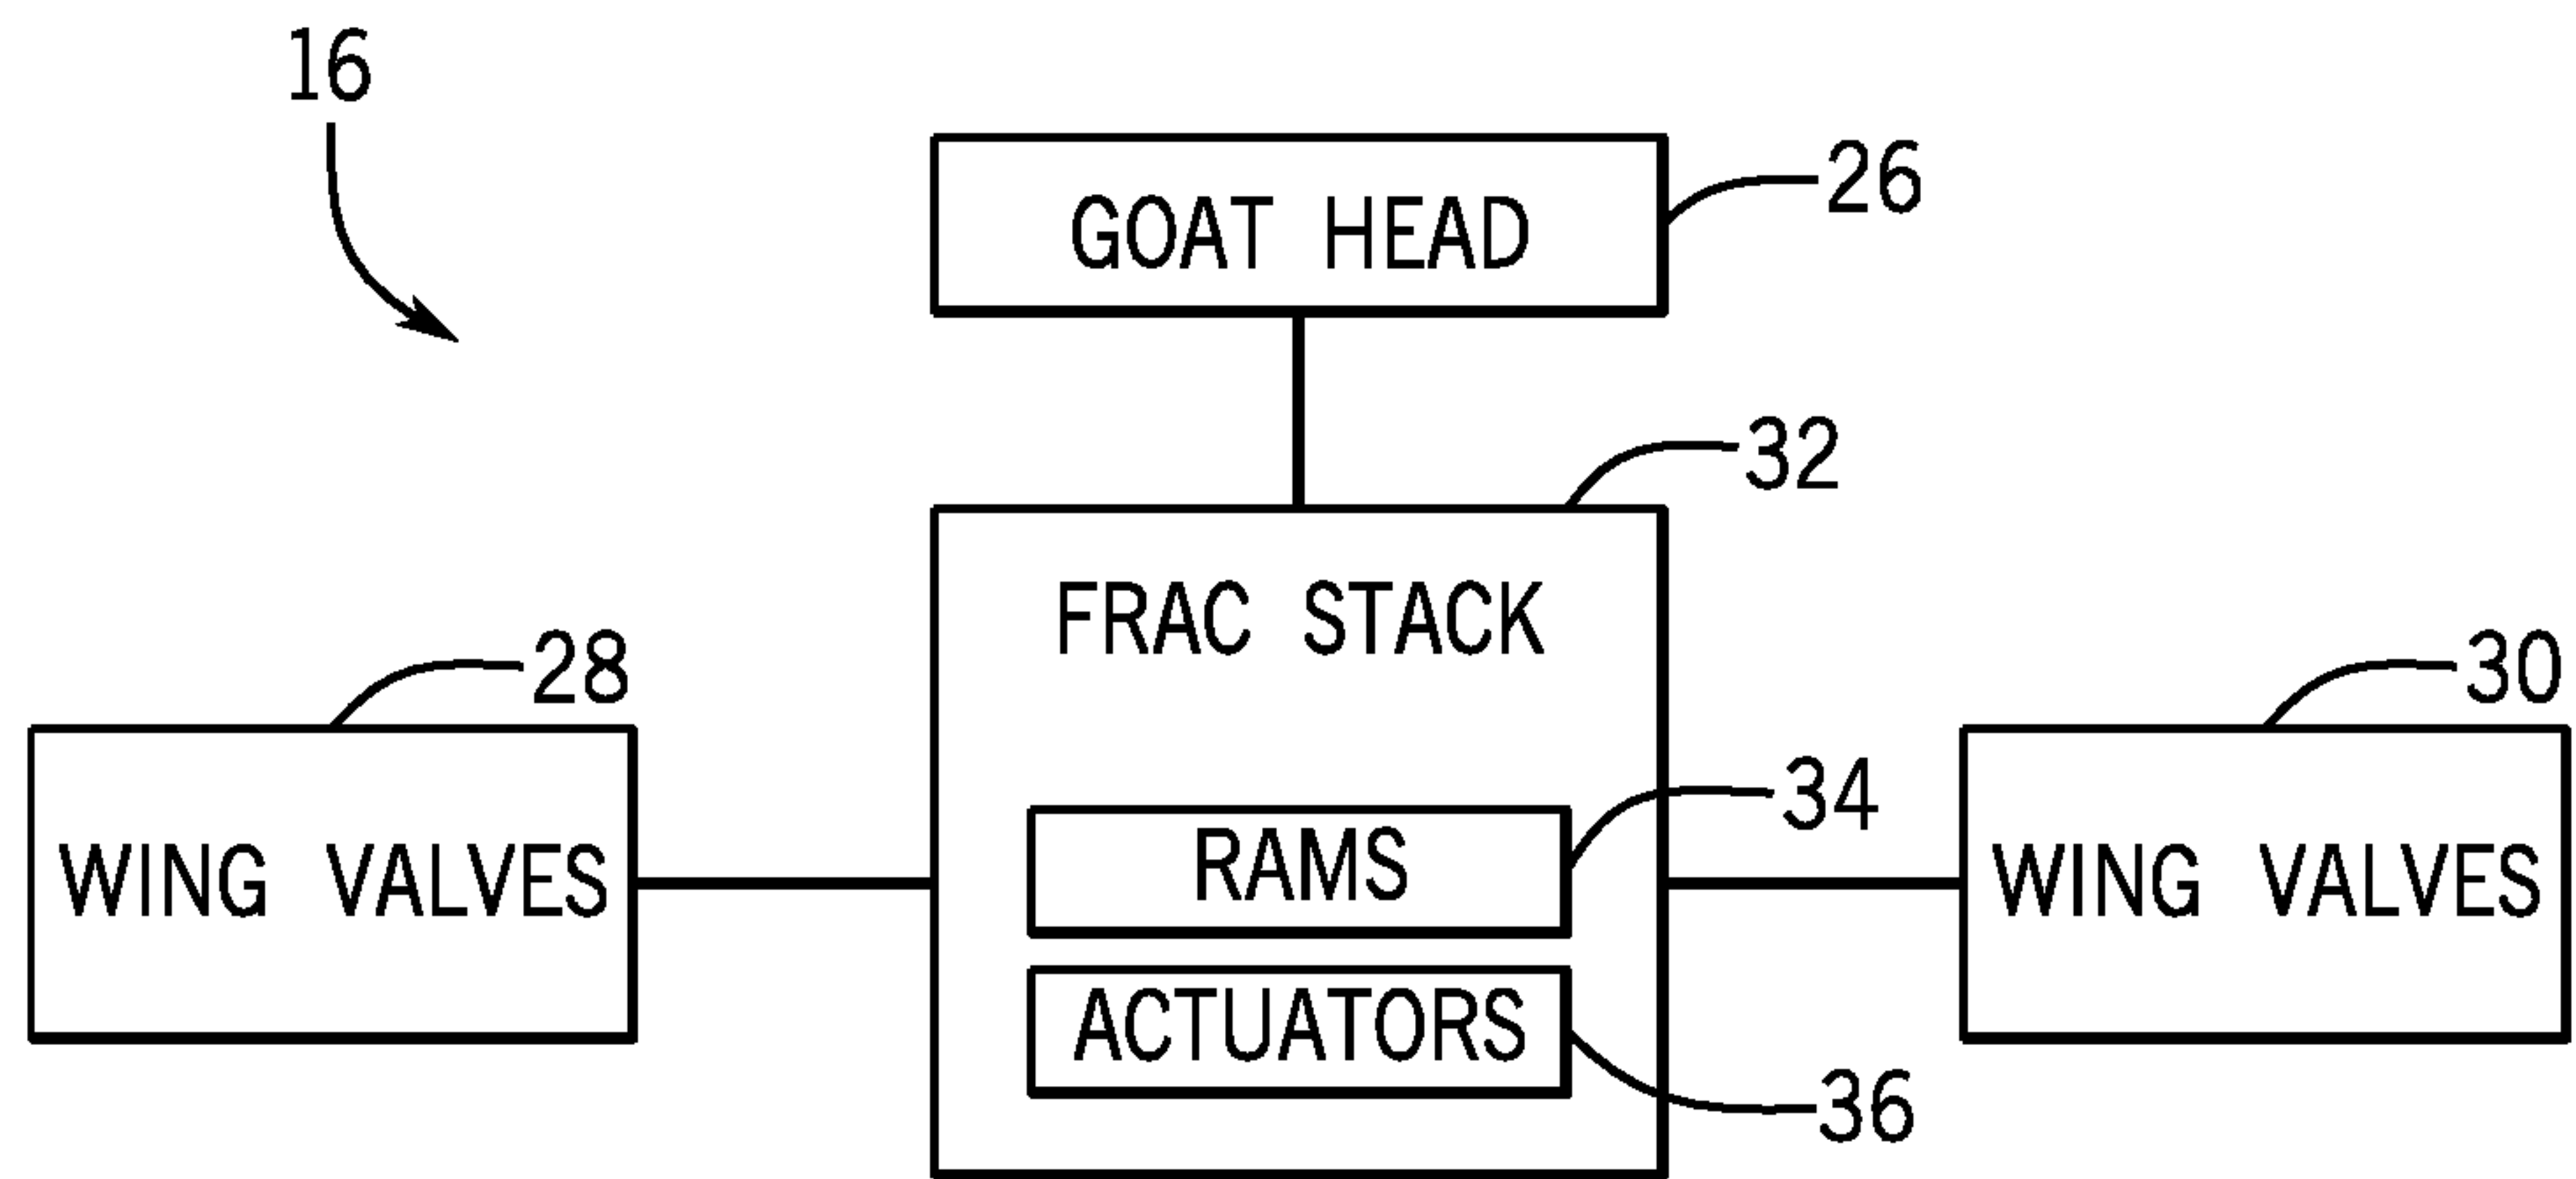 16
GOAT HEAD
26
32
FRAC STACK
28
30
WING VALVES
RAMS
34
WING VALVES
ACTUATORS
36